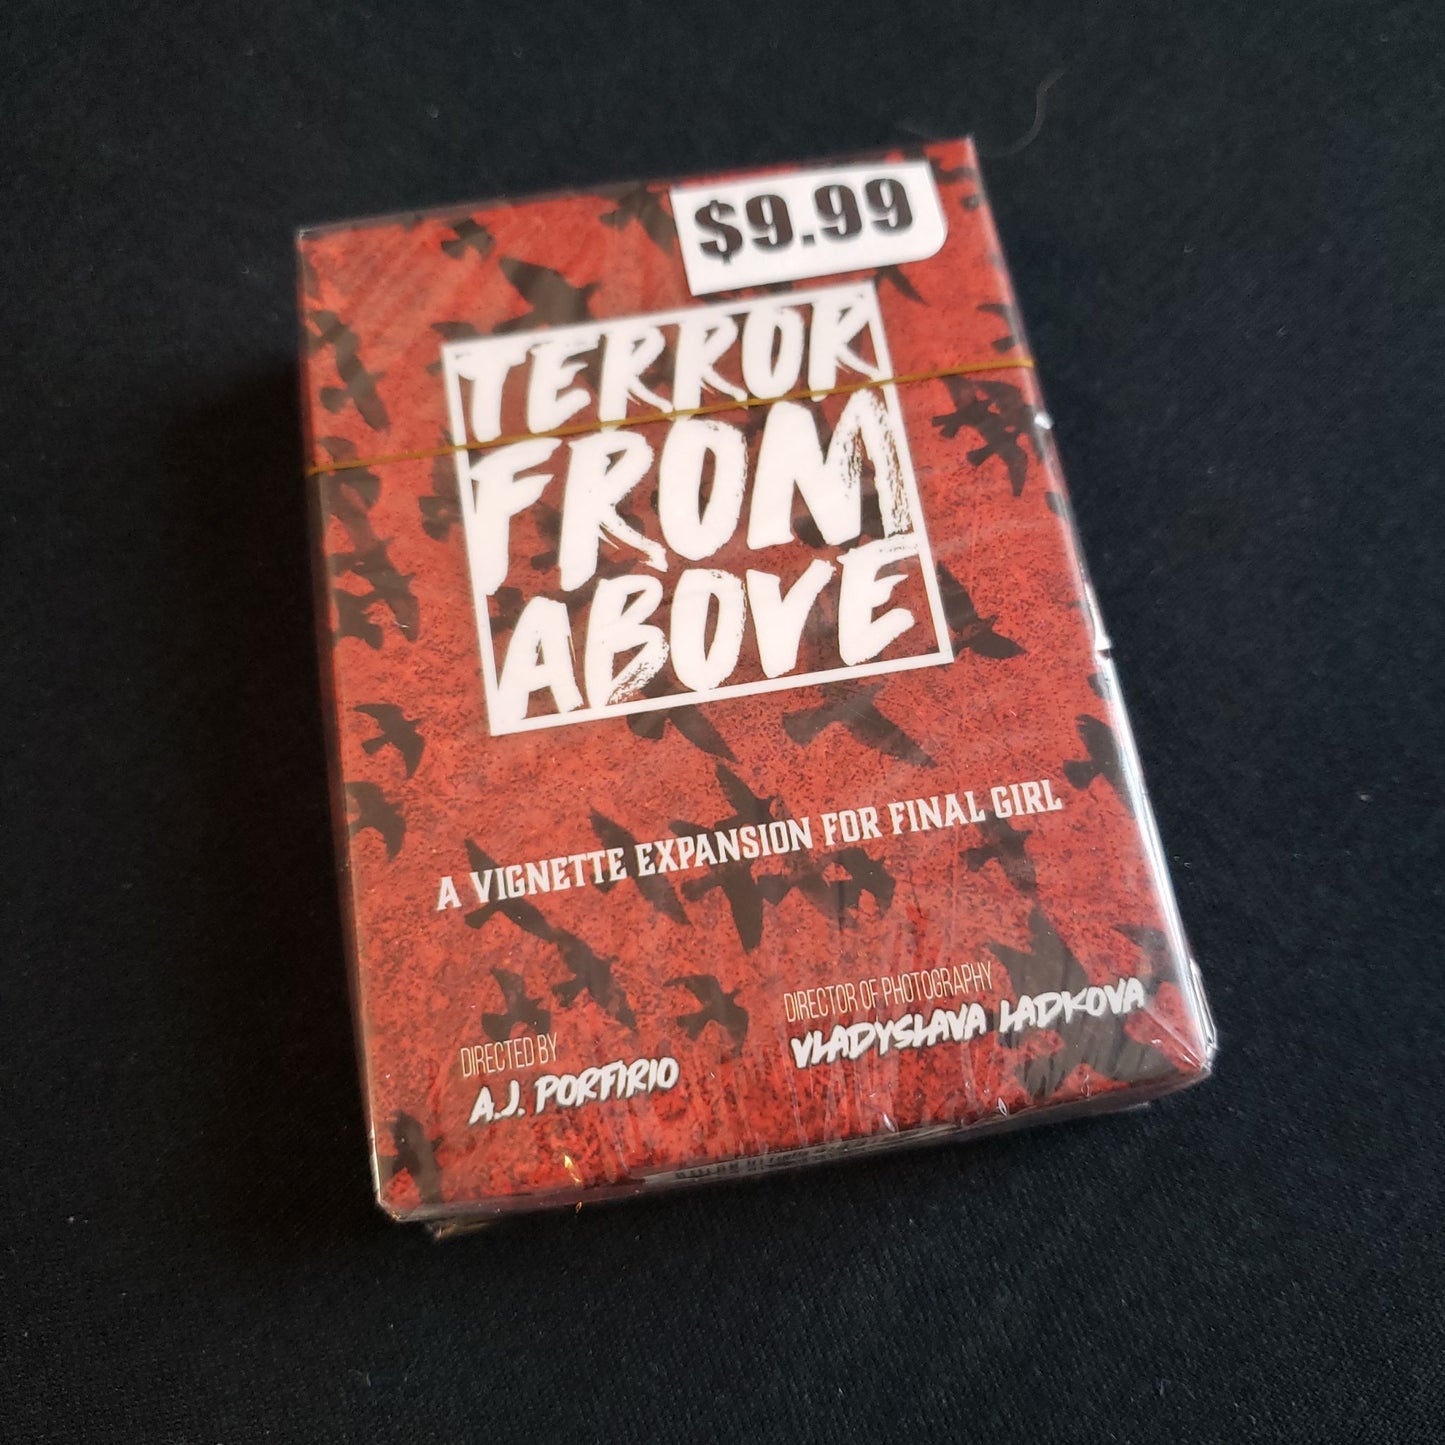 $9.99
TERROR
FROM
ABOVE
A VIGNETTE EXPANSION FOR FINAL GIRL
DIRECTED BY
A.J. PORFIRIO
DIRECTOR OF PHOTOGRAPHY
VLADYSLAVA LADKOVA